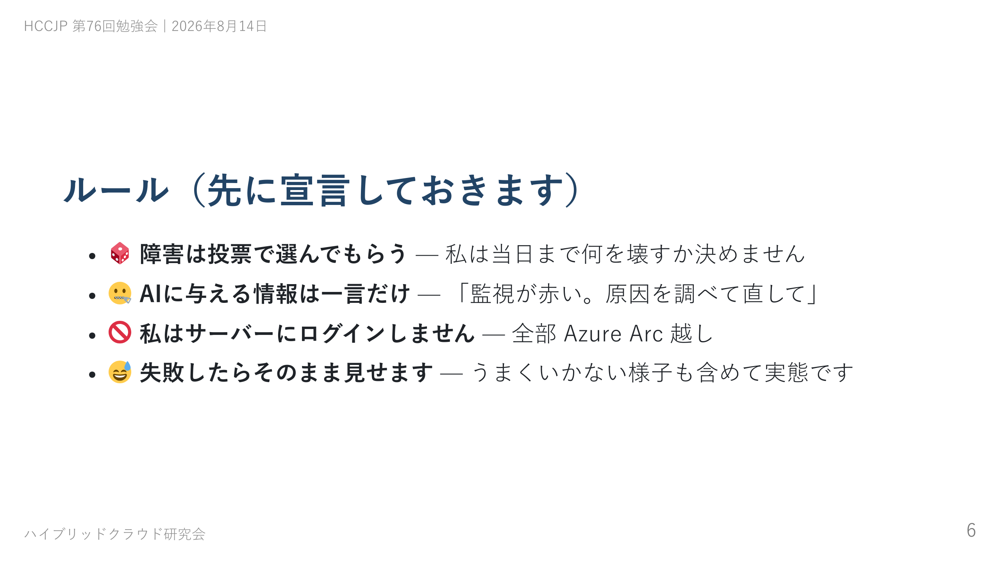 HCCJP 第76回勉強会 | 2026年8月14日
ルール（先に宣言しておきます）
• 🎲 障害は投票で選んでもらう — 私は当日まで何を壊すか決めません
• 🤐 AIに与える情報は一言だけ — 「監視が赤い。原因を調べて直して」
• 🚫 私はサーバーにログインしません — 全部 Azure Arc 越し
• 😅 失敗したらそのまま見せます — うまくいかない様子も含めて実態です
ハイブリッドクラウド研究会
6